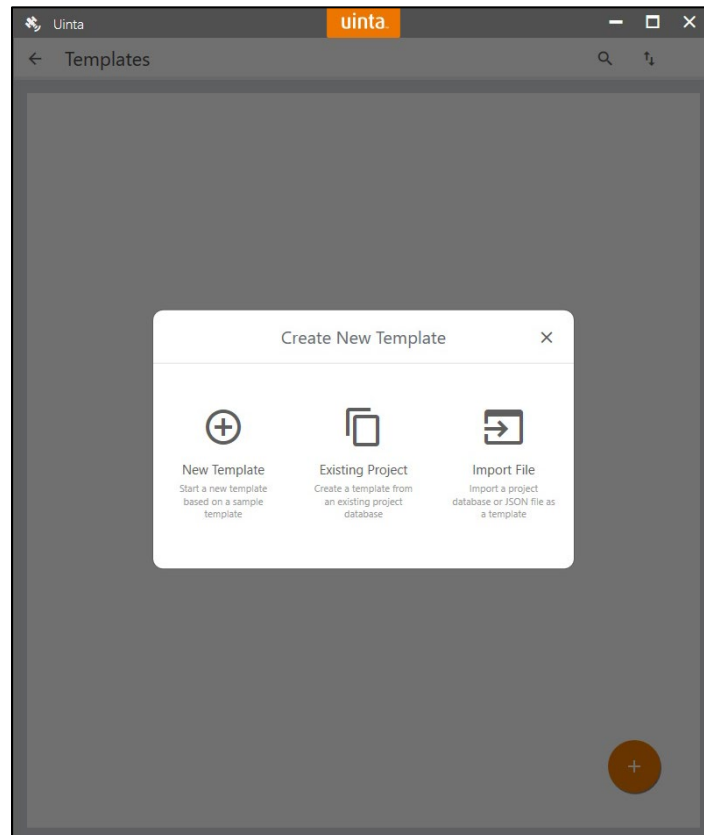 Uinta
uinta.
Templates
Create New Template
New Template
Start a new template
based on a sample
template
Existing Project
Create a template from
an existing project
database
Import File
Import a project
database or JSON file as
a template